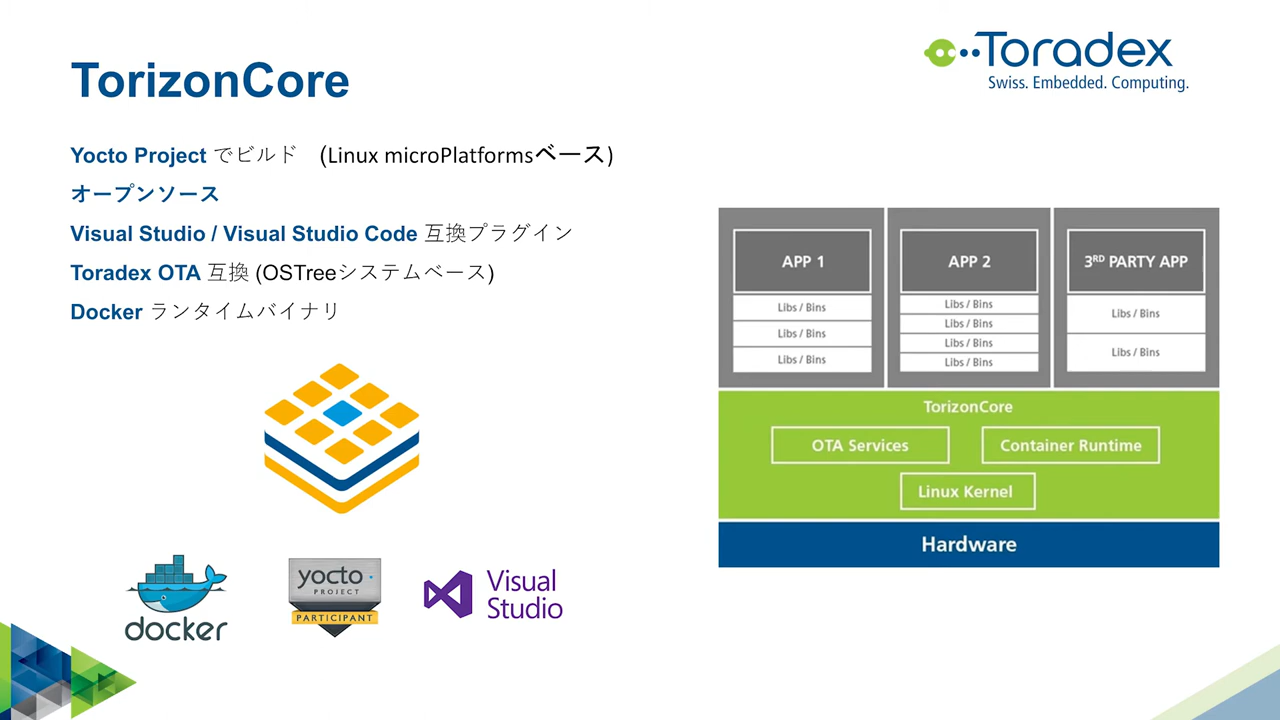 TorizonCore
Toradex
Swiss. Embedded. Computing.
Yocto Project でビルド　(Linux microPlatformsベース)
オープンソース
Visual Studio / Visual Studio Code 互換プラグイン
Toradex OTA 互換 (OSTreeシステムベース)
Docker ランタイムバイナリ
APP 1
Libs / Bins
Libs / Bins
Libs / Bins
APP 2
Libs / Bins
Libs / Bins
Libs / Bins
Libs / Bins
3RD PARTY APP
Libs / Bins
Libs / Bins
TorizonCore
OTA Services
Container Runtime
Linux Kernel
Hardware
docker
yocto
PROJECT
PARTICIPANT
Visual
Studio